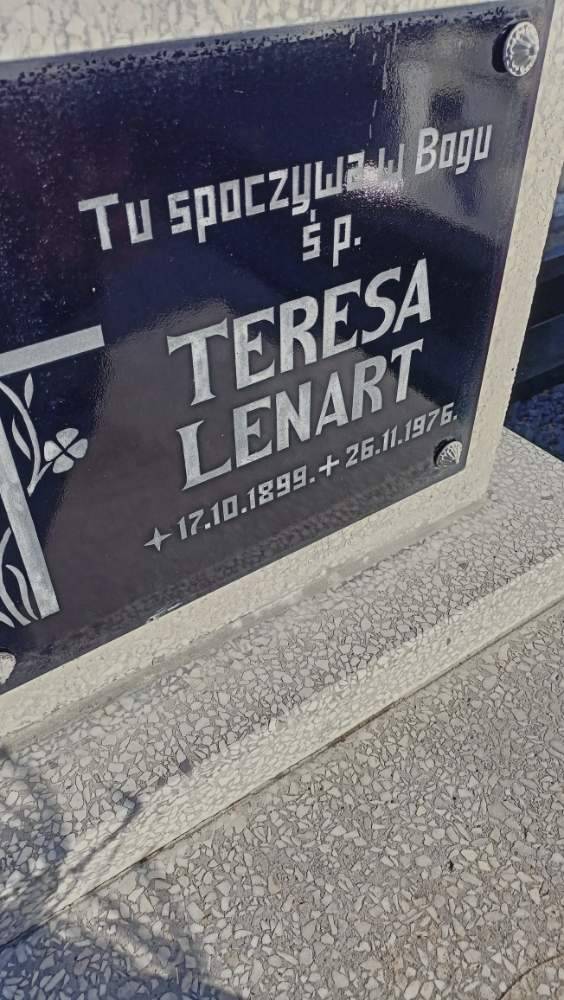 Tu spoczywa w Bogu
ś p.
TERESA
LENART
17.10.1899. + 26.11.1976.